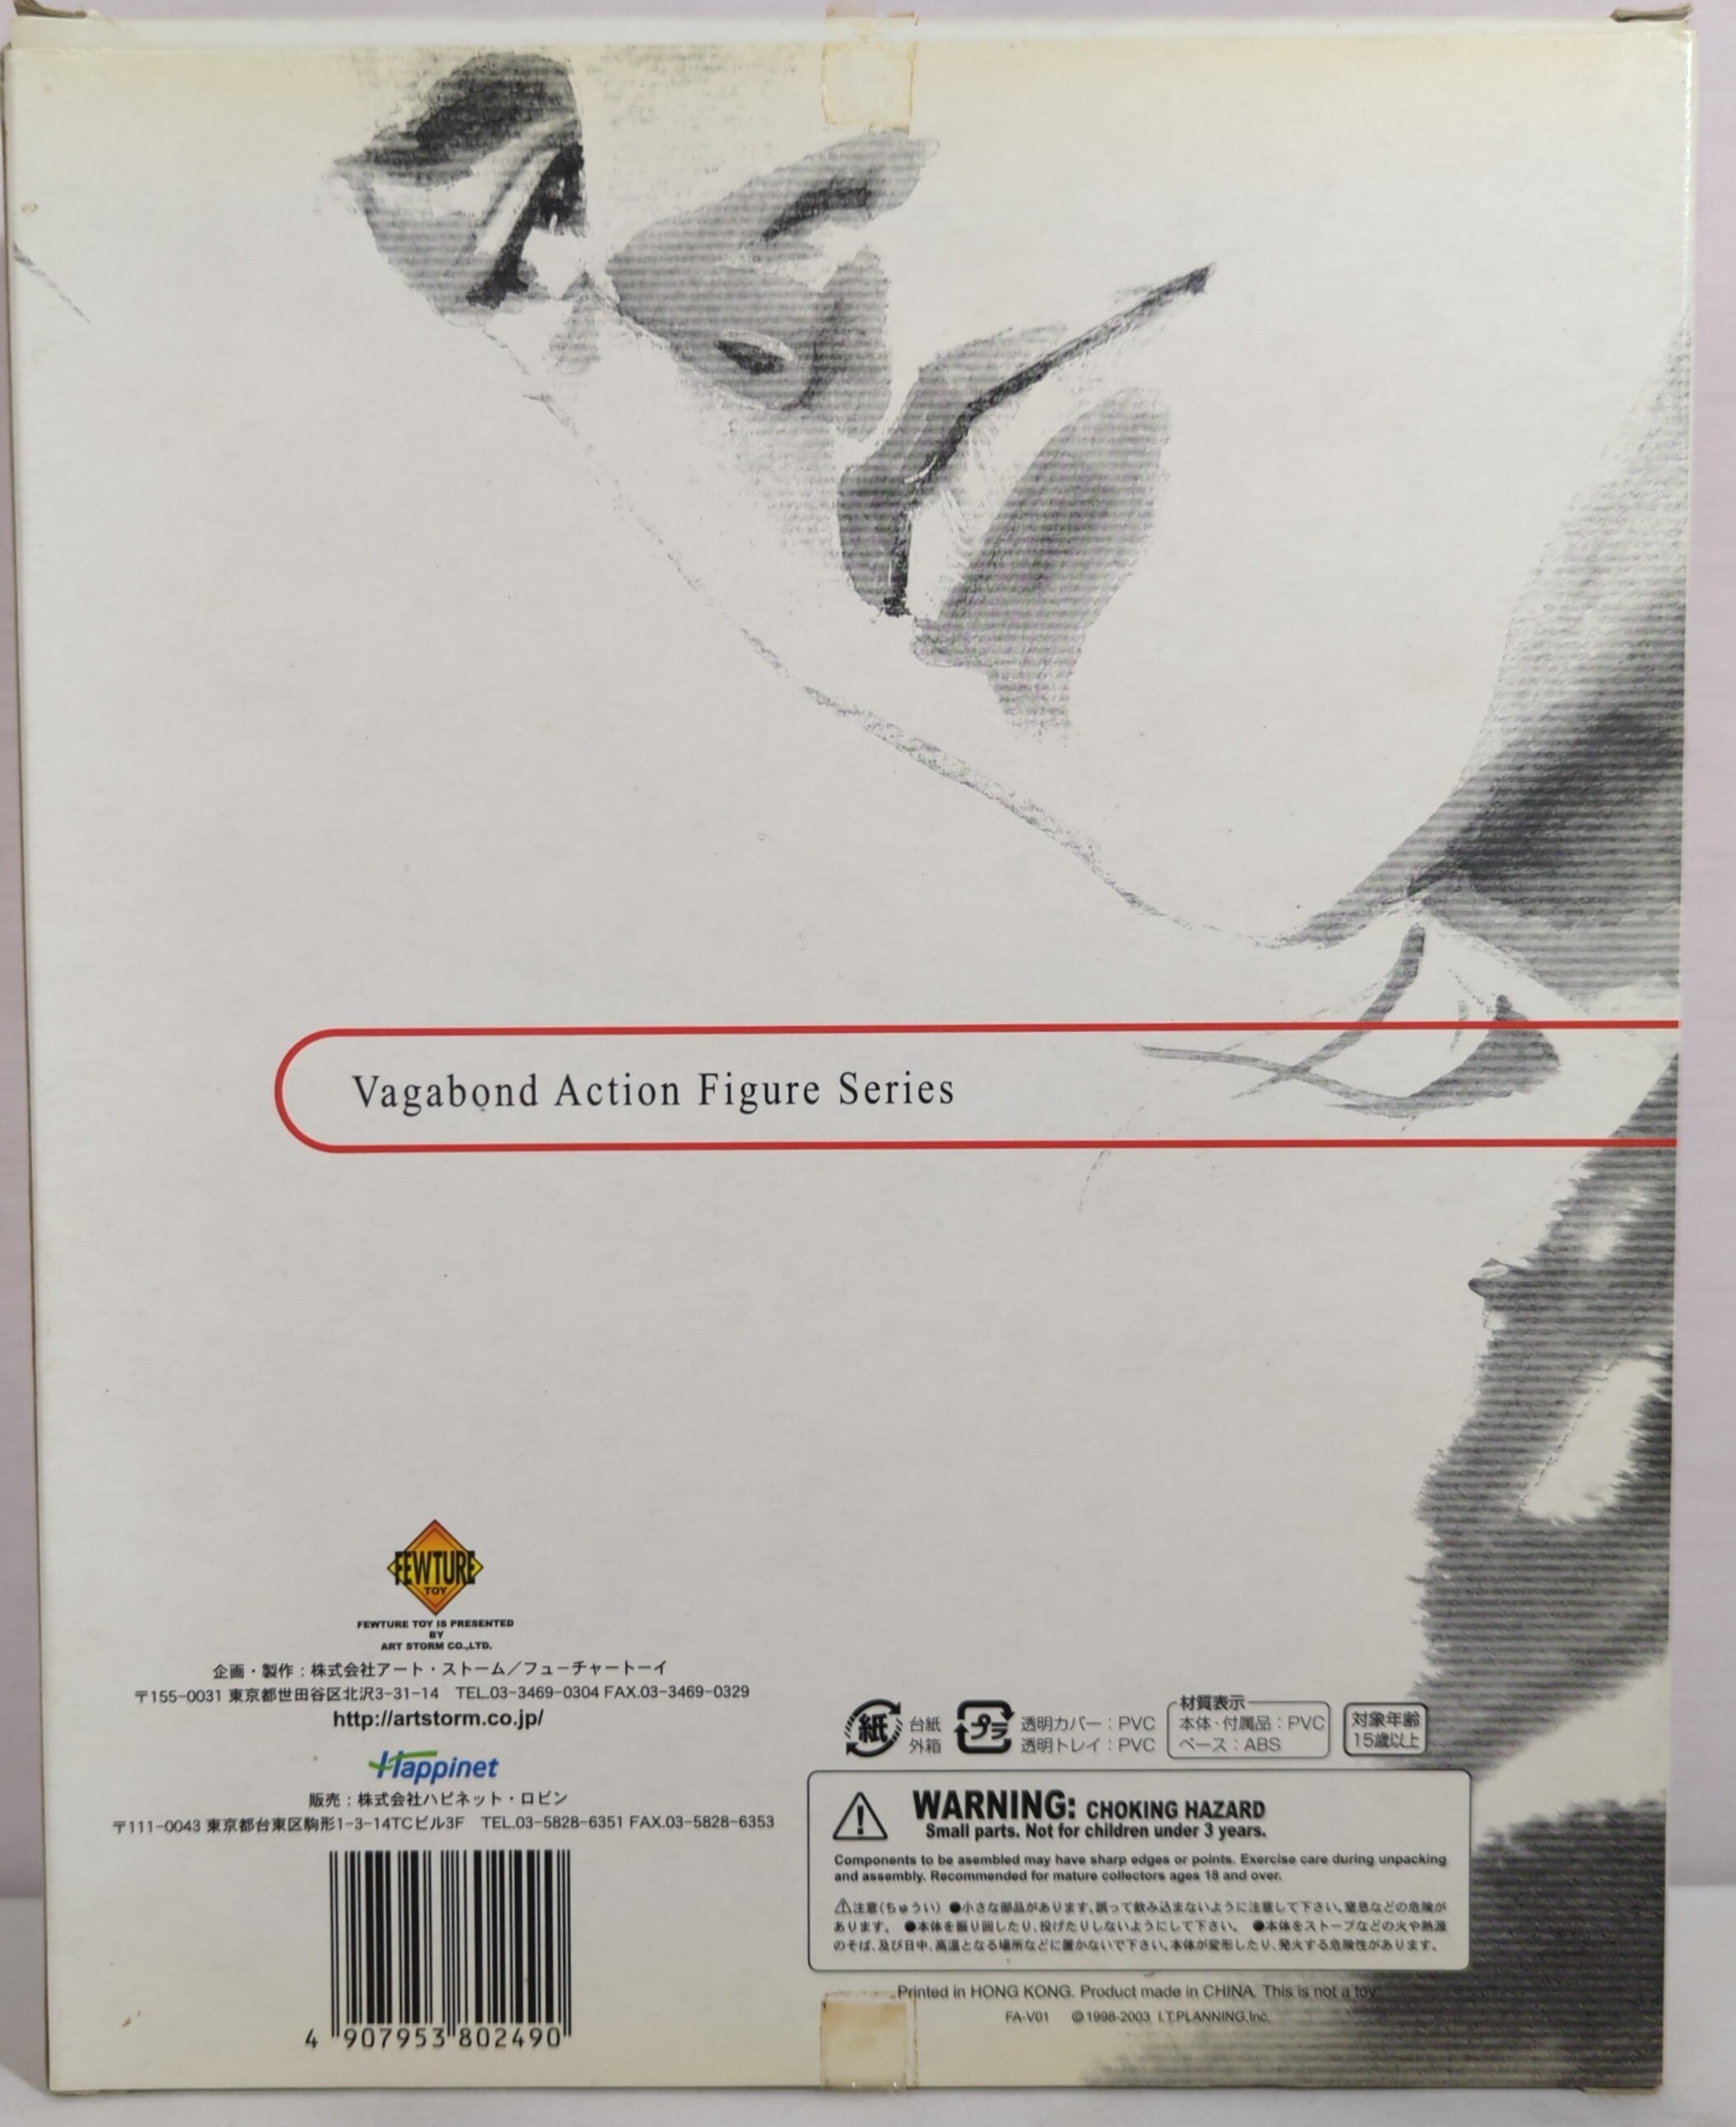 Vagabond Action Figure Series
FEWTURE
TOY
FEWTURE TOY IS PRESENTED
BY
ART STORM CO.,LTD.
企画・製作：株式会社アート・ストーム／フューチャートーイ
〒155-0031 東京都世田谷区北沢3-31-14　TEL.03-3469-0304 FAX.03-3469-0329
http://artstorm.co.jp/
Happinet
販売：株式会社ハピネット・ロビン
〒111-0043 東京都台東区駒形1-3-14TCビル3F　TEL.03-5828-6351 FAX.03-5828-6353
4 907953 802490
紙 台紙
外箱
プラ 透明カバー：PVC
透明トレイ：PVC
材質表示
本体・付属品：PVC
ベース：ABS
対象年齢
15歳以上
WARNING: CHOKING HAZARD
Small parts. Not for children under 3 years.
Components to be asembled may have sharp edges or points. Exercise care during unpacking
and assembly. Recommended for mature collectors ages 18 and over.
⚠注意(ちゅうい) ●小さな部品があります。誤って飲み込まないように注意して下さい。窒息などの危険が
あります。 ●本体を振り回したり、投げたりしないようにして下さい。 ●本体をストーブなどの火や熱源
のそば、及び日中、高温となる場所などに置かないで下さい。本体が変形したり、発火する危険性があります。
Printed in HONG KONG. Product made in CHINA. This is not a toy
FA-V01 ©1998-2003 I.T.PLANNING,Inc.